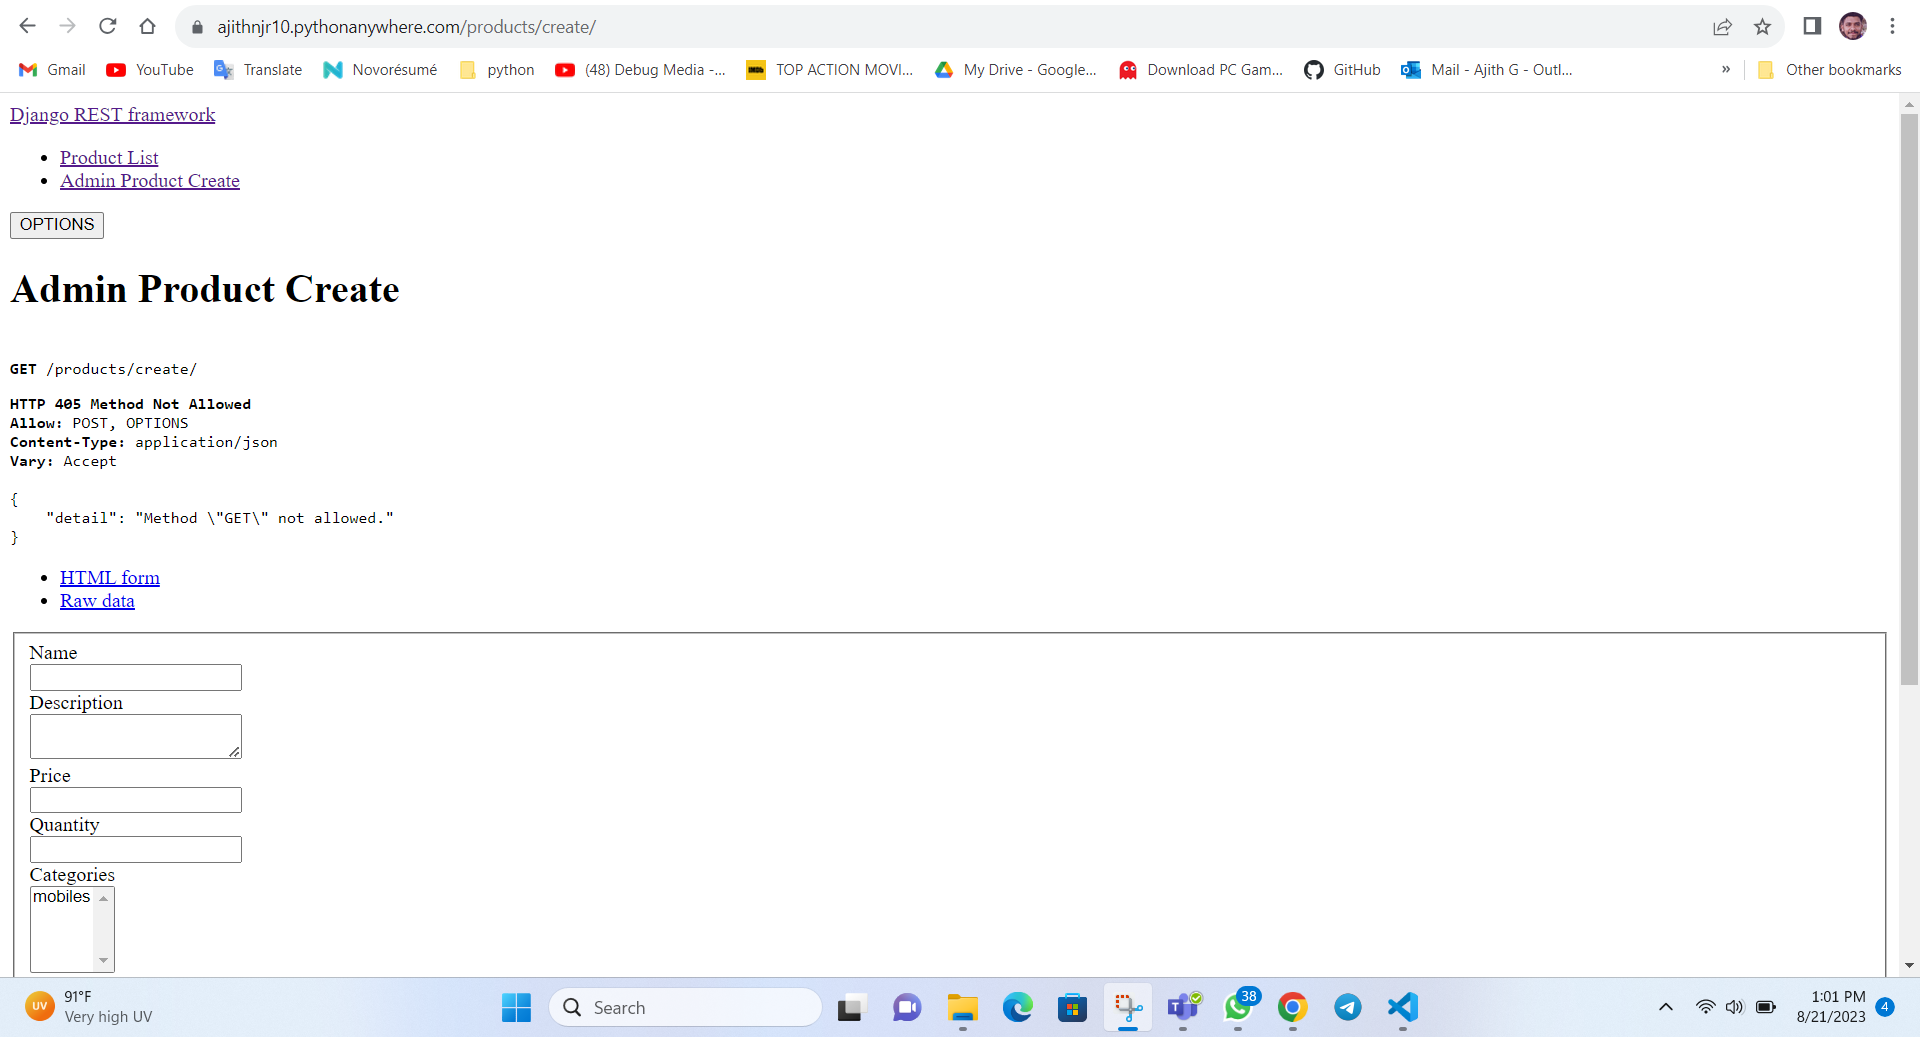 ajithnjr10.pythonanywhere.com/products/create/
Gmail YouTube Translate Novorésumé python (48) Debug Media -... TOP ACTION MOVI... My Drive - Google... Download PC Gam... GitHub Mail - Ajith G - Outl... » Other bookmarks
Django REST framework
Product List
Admin Product Create
OPTIONS
Admin Product Create
GET /products/create/
HTTP 405 Method Not Allowed
Allow: POST, OPTIONS
Content-Type: application/json
Vary: Accept
{
"detail": "Method \"GET\" not allowed."
}
HTML form
Raw data
Name
Description
Price
Quantity
Categories
mobiles
UV 91°F
Very high UV
Search
38
1:01 PM
8/21/2023
4